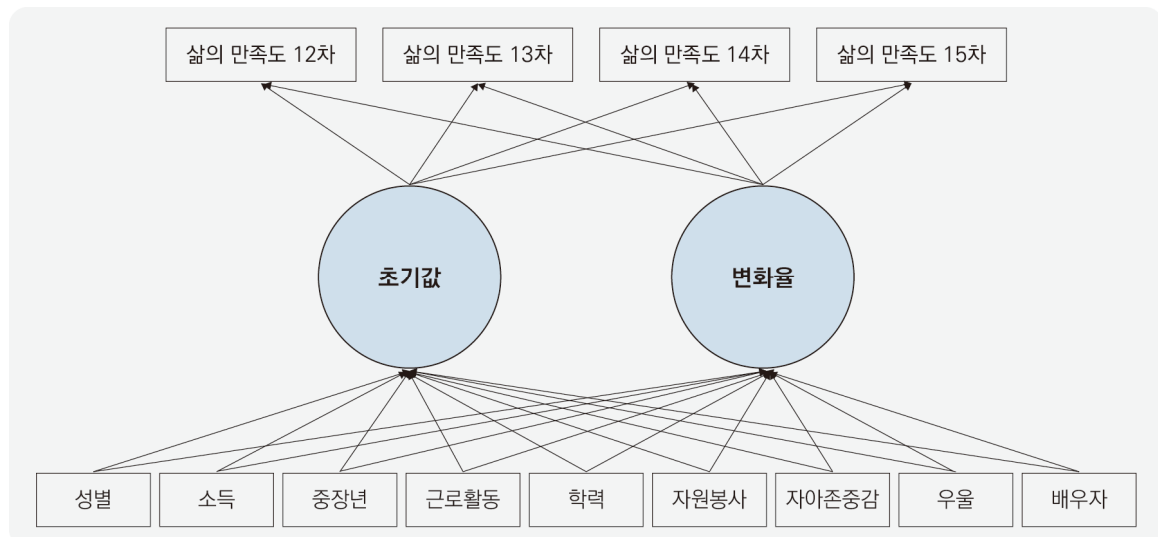 삶의 만족도 12차
삶의 만족도 13차
삶의 만족도 14차
삶의 만족도 15차
초기값
변화율
성별
소득
중장년
근로활동
학력
자원봉사
자아존중감
우울
배우자